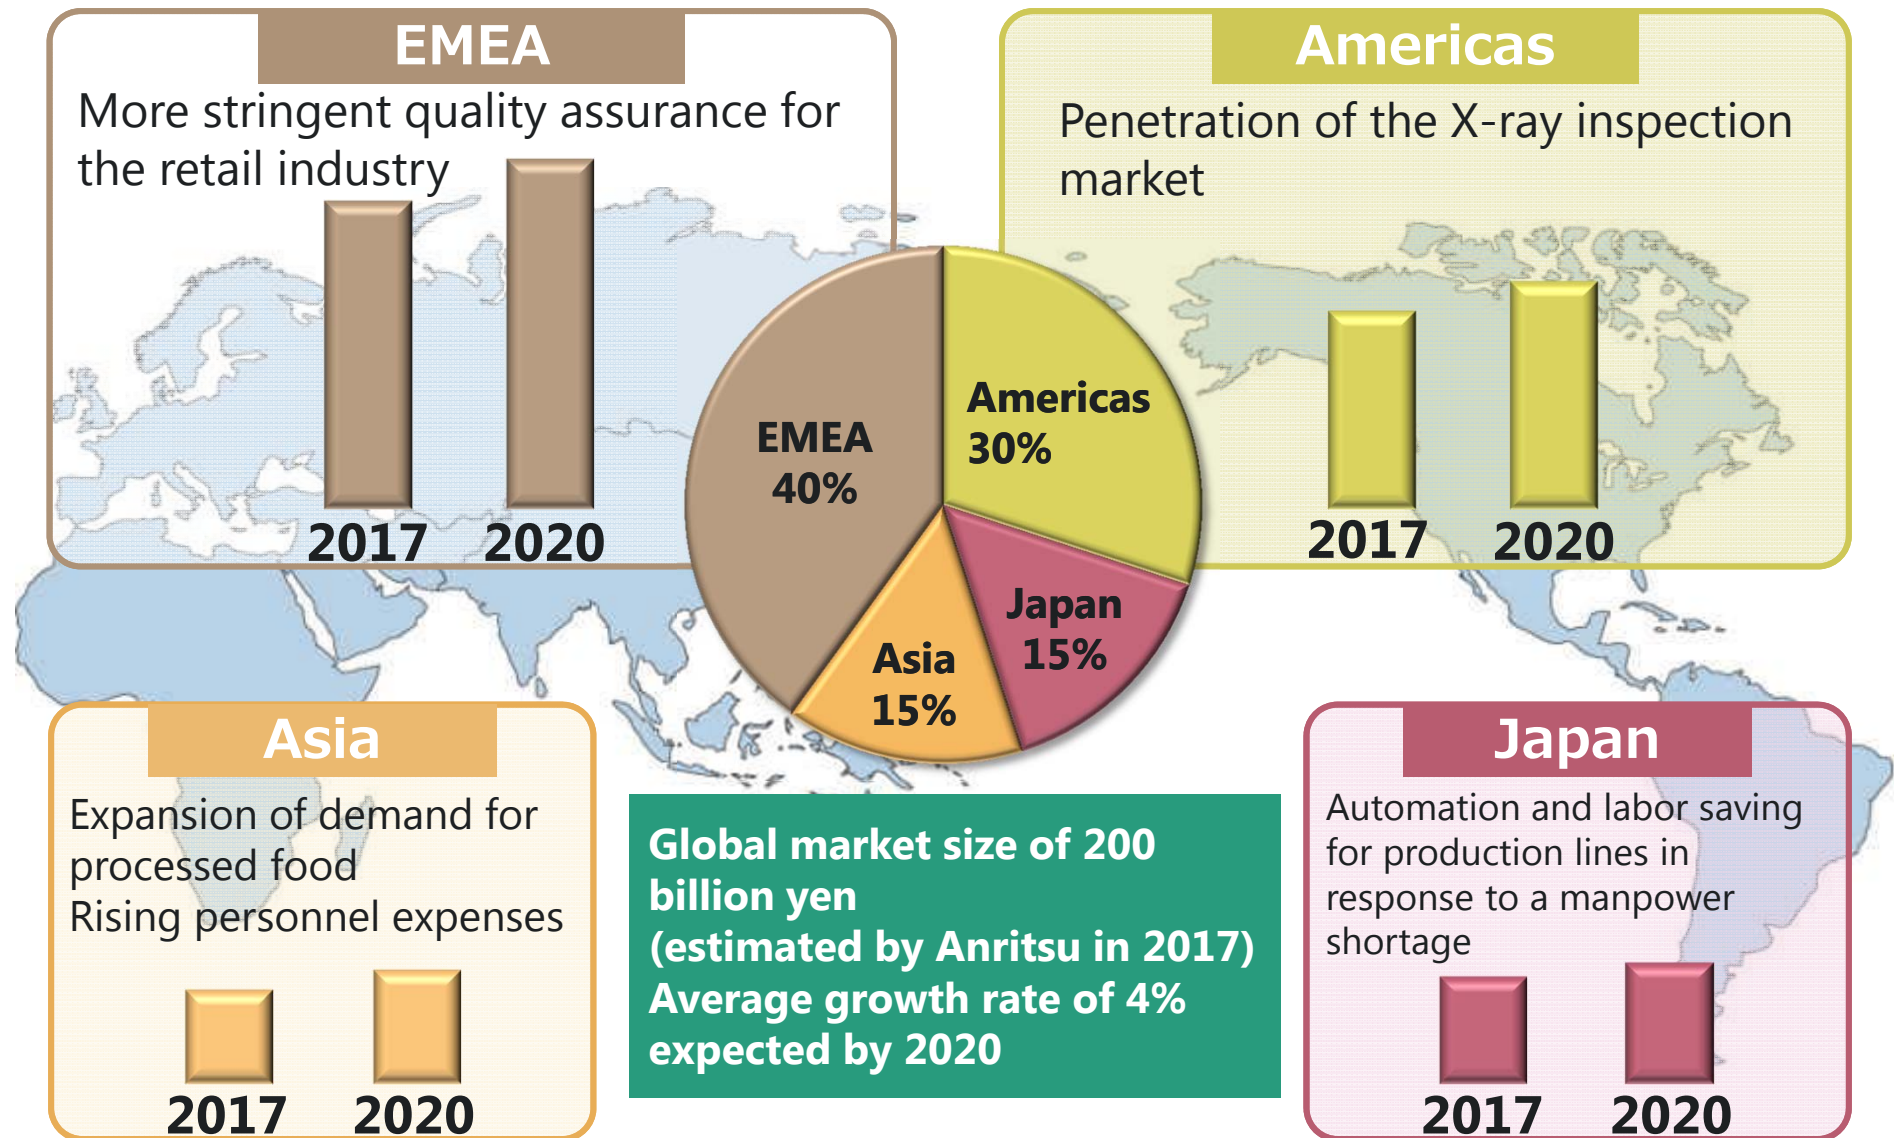 EMEA
More stringent quality assurance for
the retail industry
2017 2020
Americas
Penetration of the X-ray inspection
market
2017 2020
EMEA
40%
Americas
30%
Japan
15%
Asia
15%
Asia
Expansion of demand for
processed food
Rising personnel expenses
2017 2020
Global market size of 200
billion yen
(estimated by Anritsu in 2017)
Average growth rate of 4%
expected by 2020
Japan
Automation and labor saving
for production lines in
response to a manpower
shortage
2017 2020